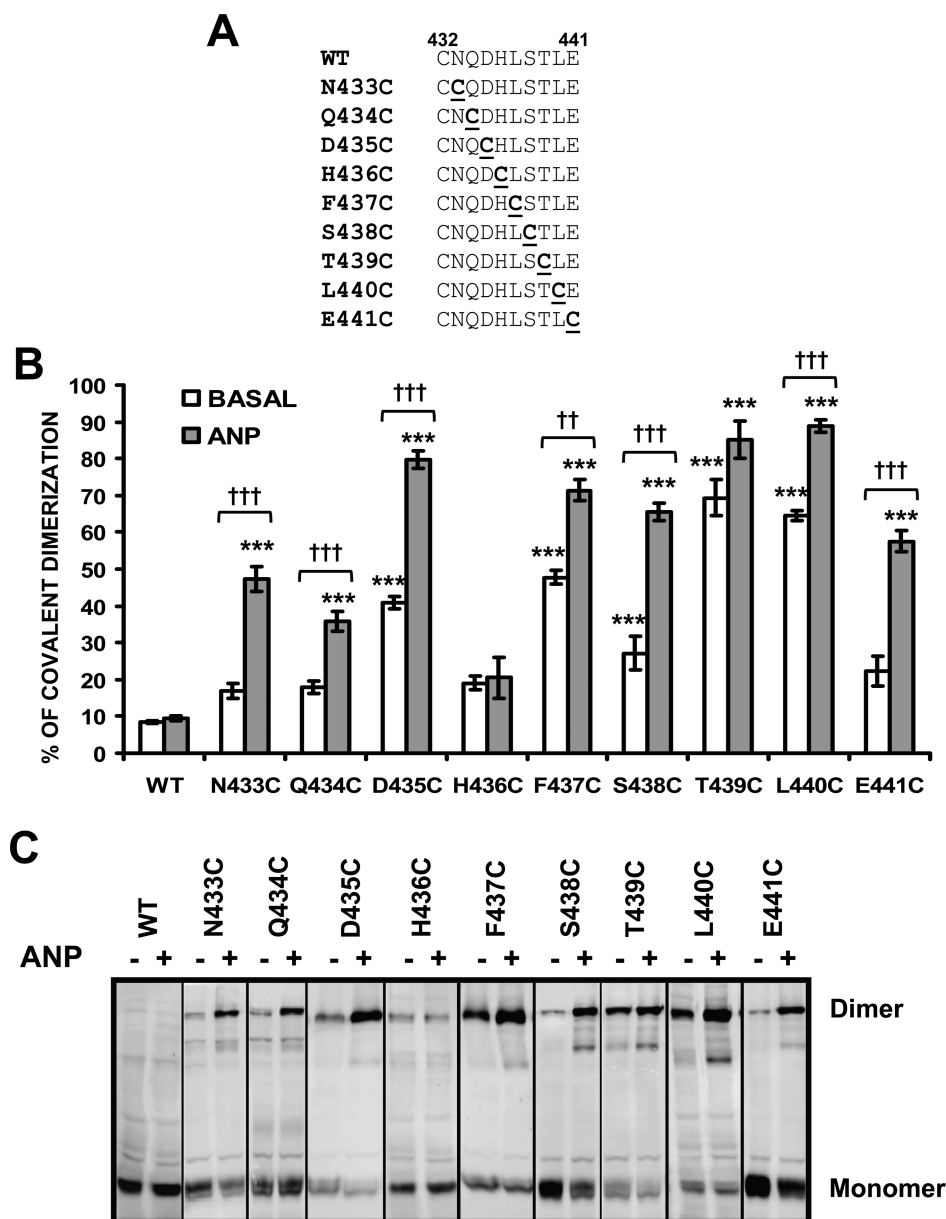 A
432 441
WT CNQDHLSTLE
N433C CCQDHLSTLE
Q434C CNCDHLSTLE
D435C CNQCHLSTLE
H436C CNQDCLSTLE
F437C CNQDHCSTLE
S438C CNQDHLCTLE
T439C CNQDHLSCLE
L440C CNQDHLSTCE
E441C CNQDHLSTLC
B
% OF COVALENT DIMERIZATION
100
90
80
70
60
50
40
30
20
10
0
BASAL
ANP
†††
***
†††
***
***
†††
***
***
††
***
***
†††
***
***
***
***
†††
***
†††
***
WT N433C Q434C D435C H436C F437C S438C T439C L440C E441C
C
WT N433C Q434C D435C H436C F437C S438C T439C L440C E441C
ANP - + - + - + - + - + - + - + - + - + - +
Dimer
Monomer